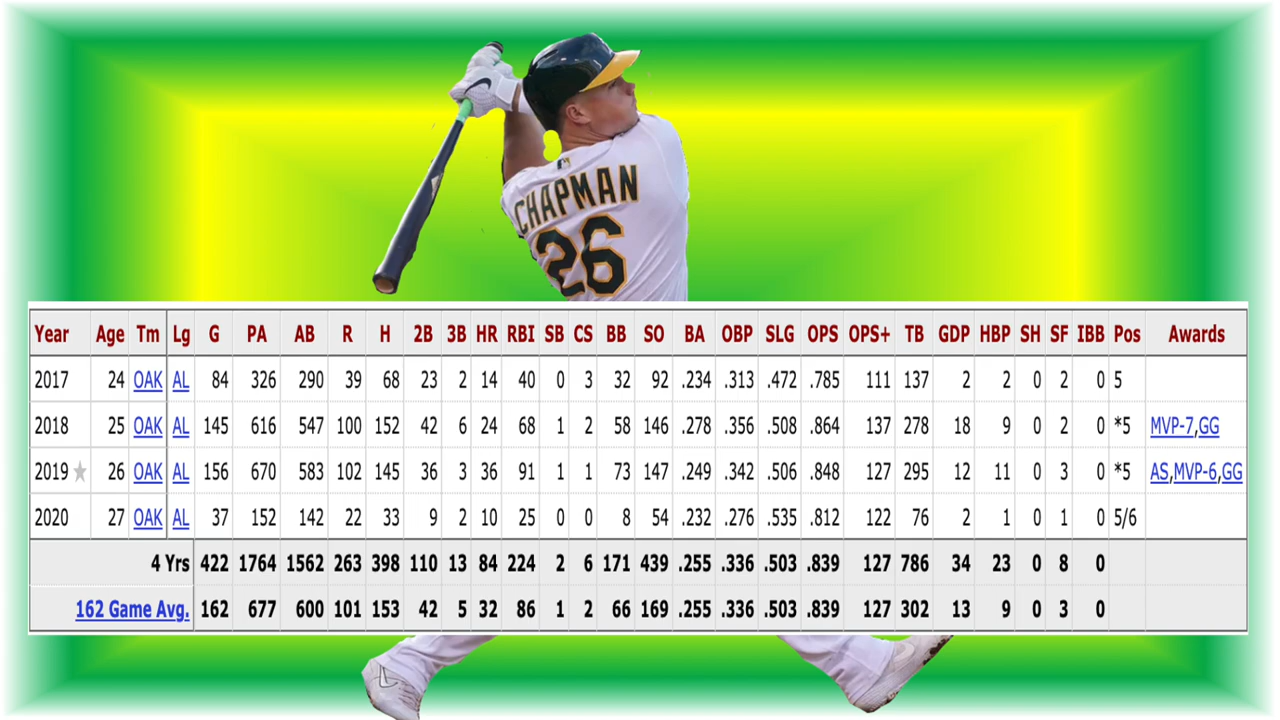 CHAPMAN
26
Year Age Tm Lg G PA AB R H 2B 3B HR RBI SB CS BB SO BA OBP SLG OPS OPS+ TB GDP HBP SH SF IBB Pos Awards
2017 24 OAK AL 84 326 290 39 68 23 2 14 40 0 3 32 92 .234 .313 .472 .785 111 137 2 2 0 2 0 5
2018 25 OAK AL 145 616 547 100 152 42 6 24 68 1 2 58 146 .278 .356 .508 .864 137 278 18 9 0 2 0 *5 MVP-7,GG
2019 ★ 26 OAK AL 156 670 583 102 145 36 3 36 91 1 1 73 147 .249 .342 .506 .848 127 295 12 11 0 3 0 *5 AS,MVP-6,GG
2020 27 OAK AL 37 152 142 22 33 9 2 10 25 0 0 8 54 .232 .276 .535 .812 122 76 2 1 0 1 0 5/6
4 Yrs 422 1764 1562 263 398 110 13 84 224 2 6 171 439 .255 .336 .503 .839 127 786 34 23 0 8 0
162 Game Avg. 162 677 600 101 153 42 5 32 86 1 2 66 169 .255 .336 .503 .839 127 302 13 9 0 3 0